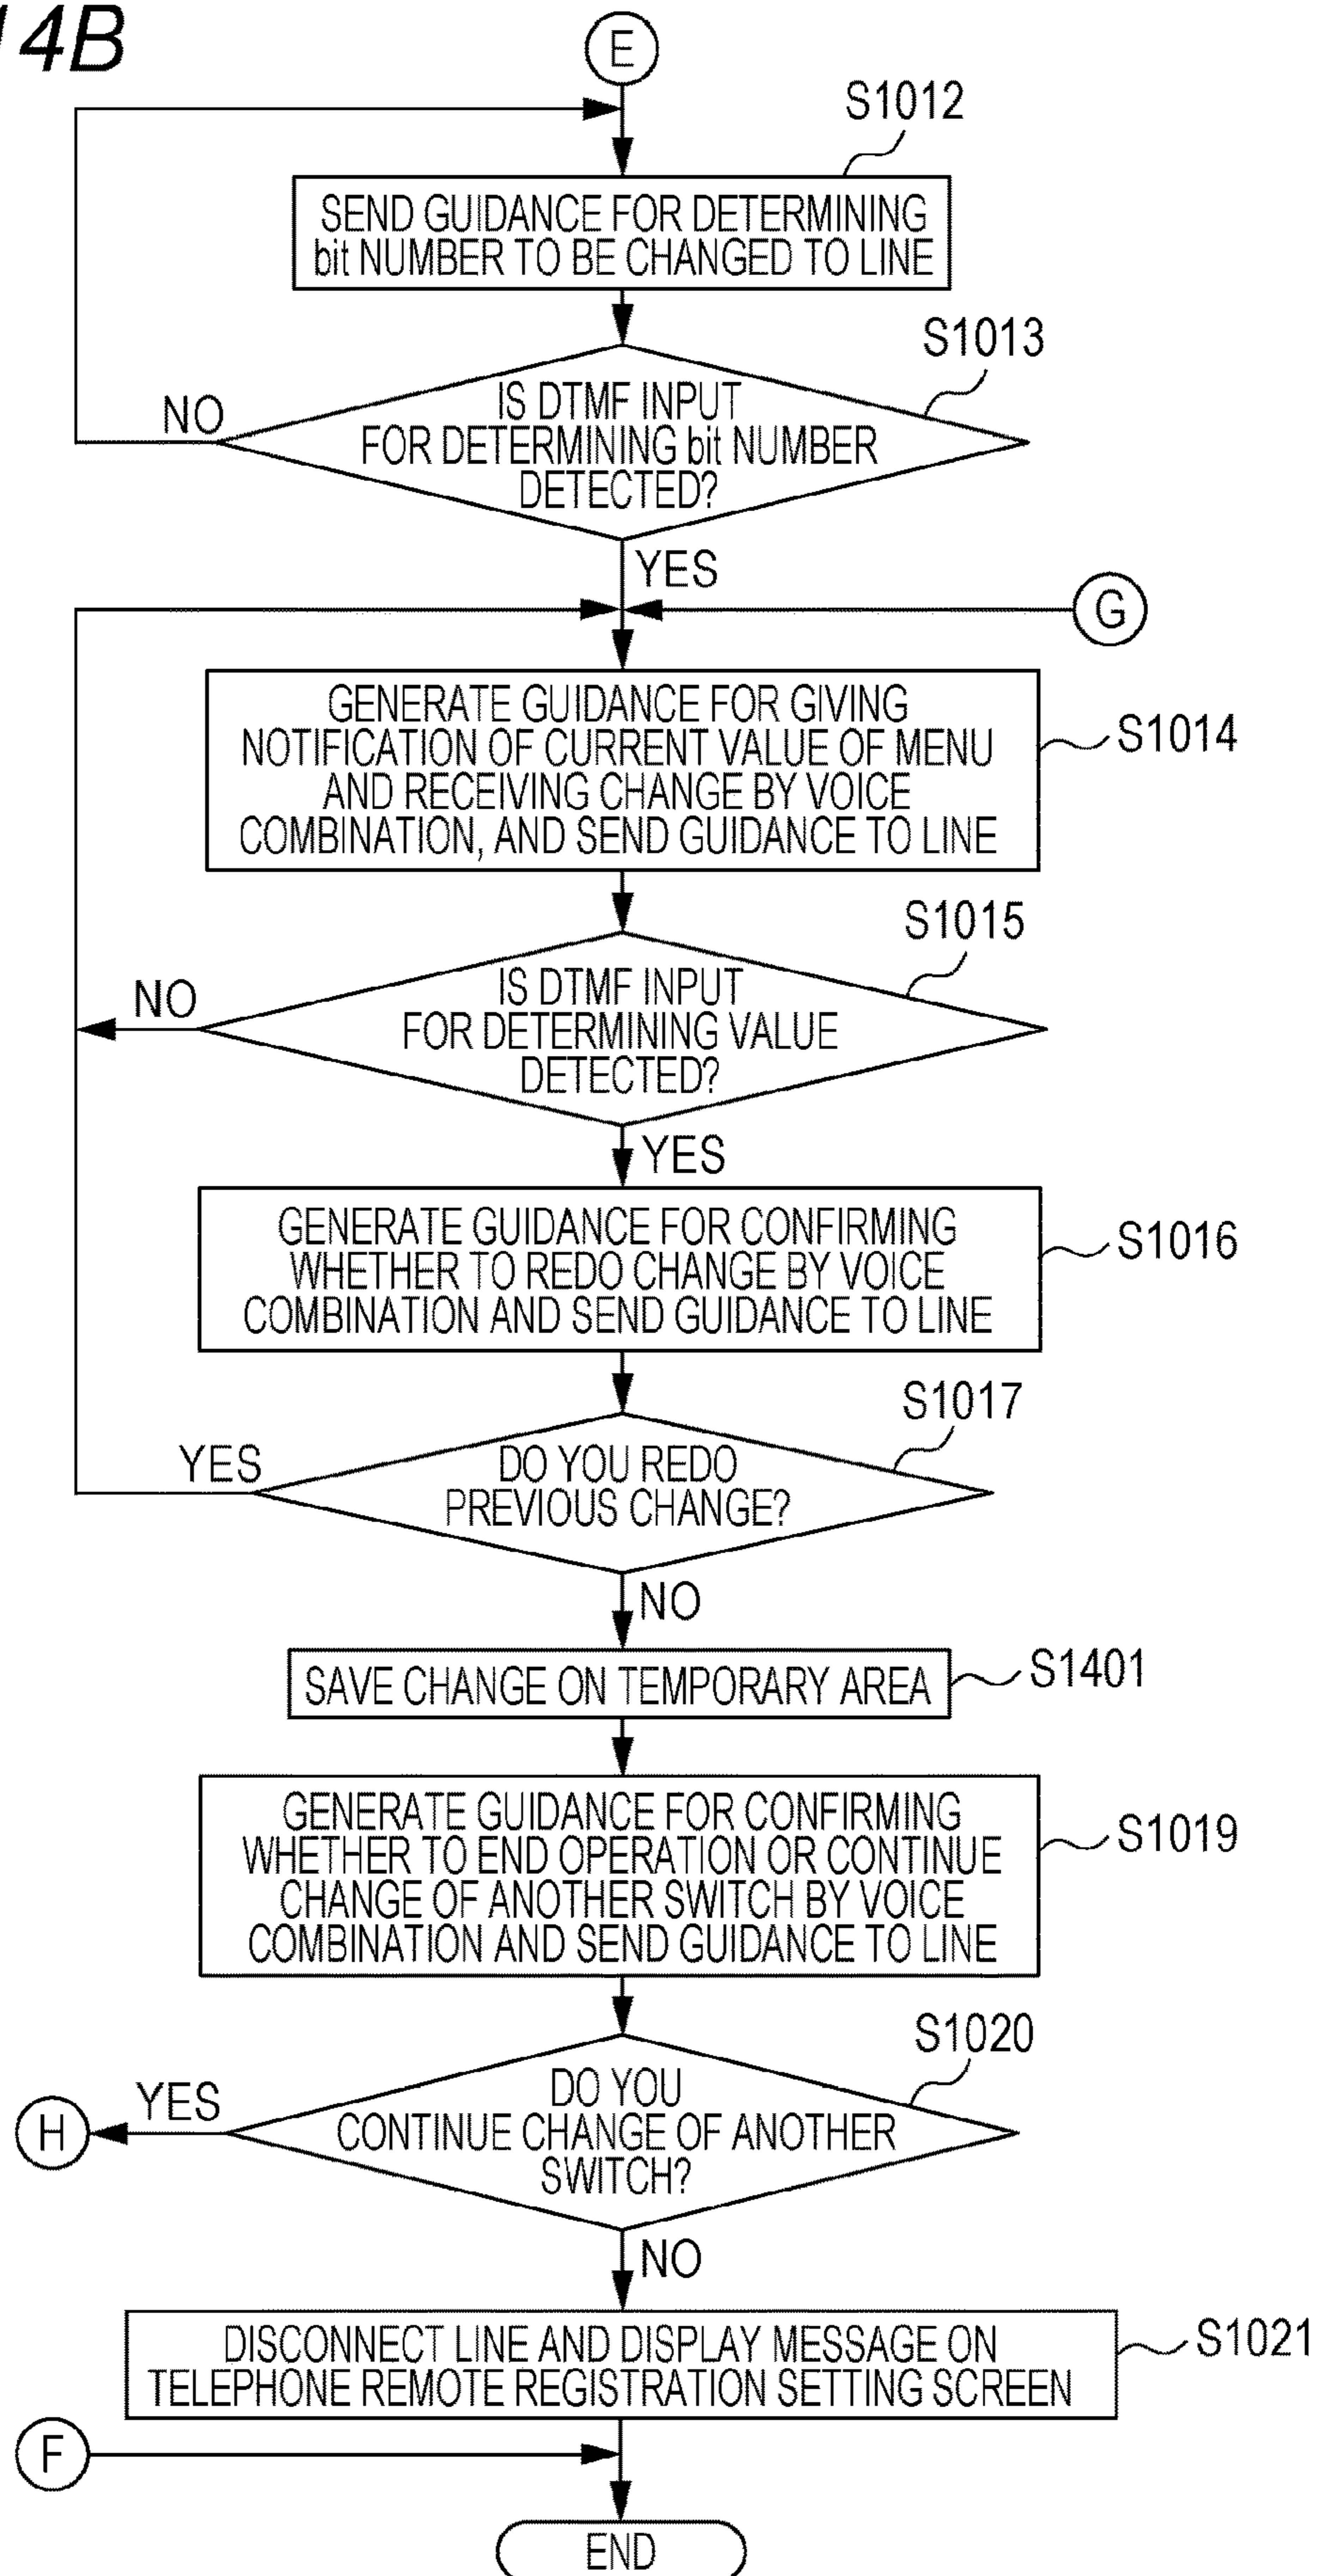 14B
E
S1012
SEND GUIDANCE FOR DETERMINING
bit NUMBER TO BE CHANGED TO LINE
S1013
NO
IS DTMF INPUT
FOR DETERMINING bit NUMBER
DETECTED?
YES
G
GENERATE GUIDANCE FOR GIVING
NOTIFICATION OF CURRENT VALUE OF MENU
AND RECEIVING CHANGE BY VOICE
COMBINATION, AND SEND GUIDANCE TO LINE
S1014
S1015
NO
IS DTMF INPUT
FOR DETERMINING VALUE
DETECTED?
YES
GENERATE GUIDANCE FOR CONFIRMING
WHETHER TO REDO CHANGE BY VOICE
COMBINATION AND SEND GUIDANCE TO LINE
S1016
S1017
YES
DO YOU REDO
PREVIOUS CHANGE?
NO
SAVE CHANGE ON TEMPORARY AREA
S1401
GENERATE GUIDANCE FOR CONFIRMING
WHETHER TO END OPERATION OR CONTINUE
CHANGE OF ANOTHER SWITCH BY VOICE
COMBINATION AND SEND GUIDANCE TO LINE
S1019
S1020
H
YES
DO YOU
CONTINUE CHANGE OF ANOTHER
SWITCH?
NO
DISCONNECT LINE AND DISPLAY MESSAGE ON
TELEPHONE REMOTE REGISTRATION SETTING SCREEN
S1021
F
END